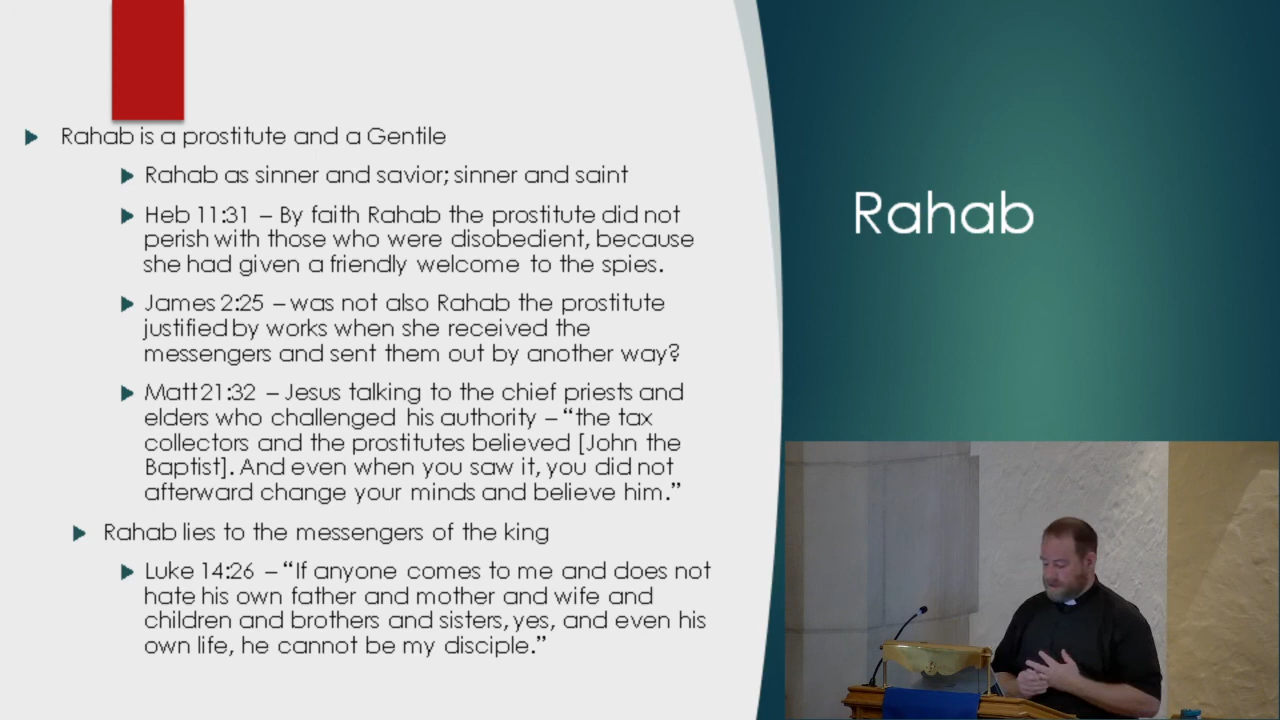 Rahab is a prostitute and a Gentile
Rahab as sinner and savior; sinner and saint
Heb 11:31 – By faith Rahab the prostitute did not
perish with those who were disobedient, because
she had given a friendly welcome to the spies.
James 2:25 – was not also Rahab the prostitute
justified by works when she received the
messengers and sent them out by another way?
Matt 21:32 – Jesus talking to the chief priests and
elders who challenged his authority – “the tax
collectors and the prostitutes believed [John the
Baptist]. And even when you saw it, you did not
afterward change your minds and believe him.”
Rahab lies to the messengers of the king
Luke 14:26 – “If anyone comes to me and does not
hate his own father and mother and wife and
children and brothers and sisters, yes, and even his
own life, he cannot be my disciple.”
Rahab